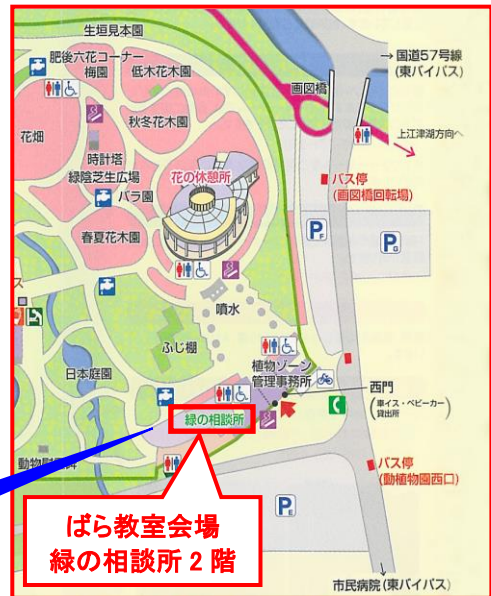 生垣見本園
肥後六花コーナー
梅園
低木花木園
秋冬花木園
花畑
時計塔
緑陰芝生広場
バラ園
花の休憩所
春夏花木園
噴水
ふじ棚
日本庭園
植物ゾーン
管理事務所
緑の相談所
画図橋
→国道57号線
(東バイパス)
上江津湖方向へ
バス停
(画図橋回転場)
PF
PG
西門
(車イス・ベビーカー
貸出所)
バス停
(動植物園西口)
PE
市民病院(東バイパス)
ばら教室会場
緑の相談所2階